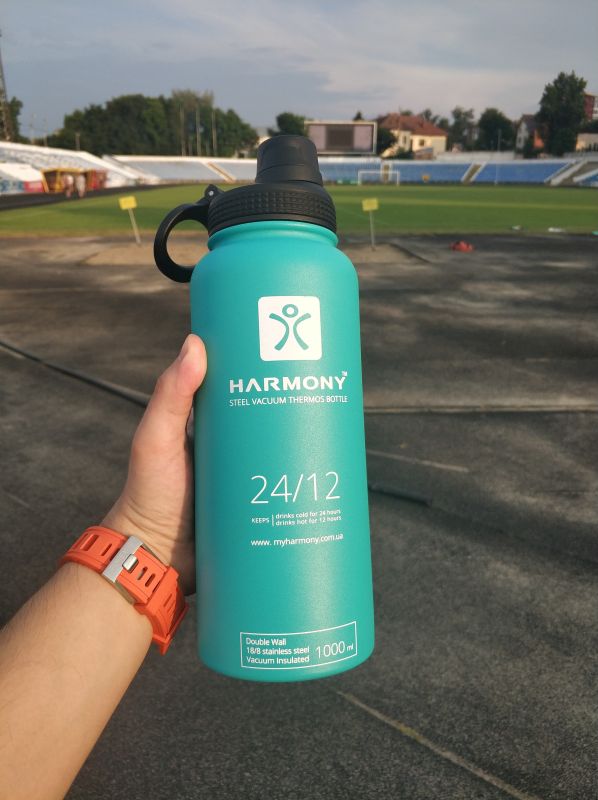 HARMONY™
STEEL VACUUM THERMOS BOTTLE
24/12
KEEPS
drinks cold for 24 hours
drinks hot for 12 hours
www. myharmony.com.ua
Double Wall
18/8 stainless steel
Vacuum Insulated
1000 ml